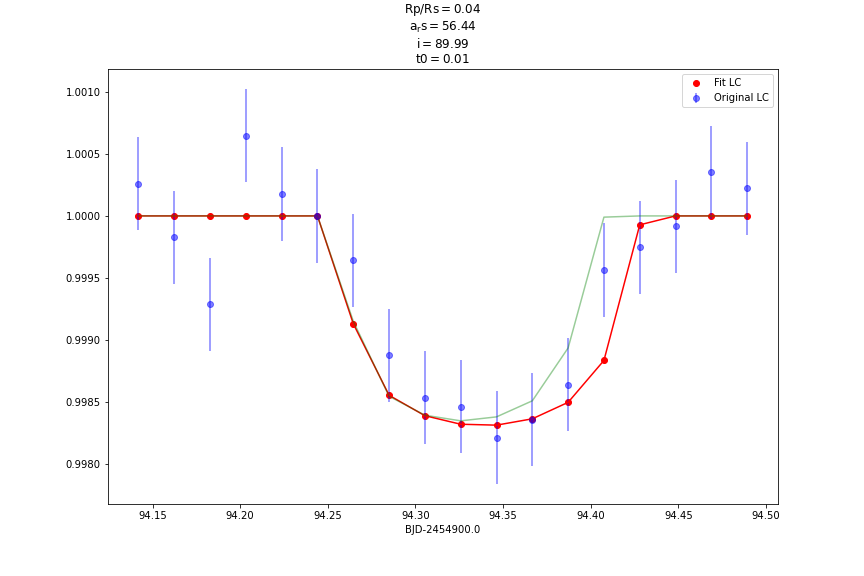 Rp/Rs = 0.04
aᵣs = 56.44
i = 89.99
t0 = 0.01
Fit LC
Original LC
1.0010
1.0005
1.0000
0.9995
0.9990
0.9985
0.9980
94.15 94.20 94.25 94.30 94.35 94.40 94.45 94.50
BJD-2454900.0